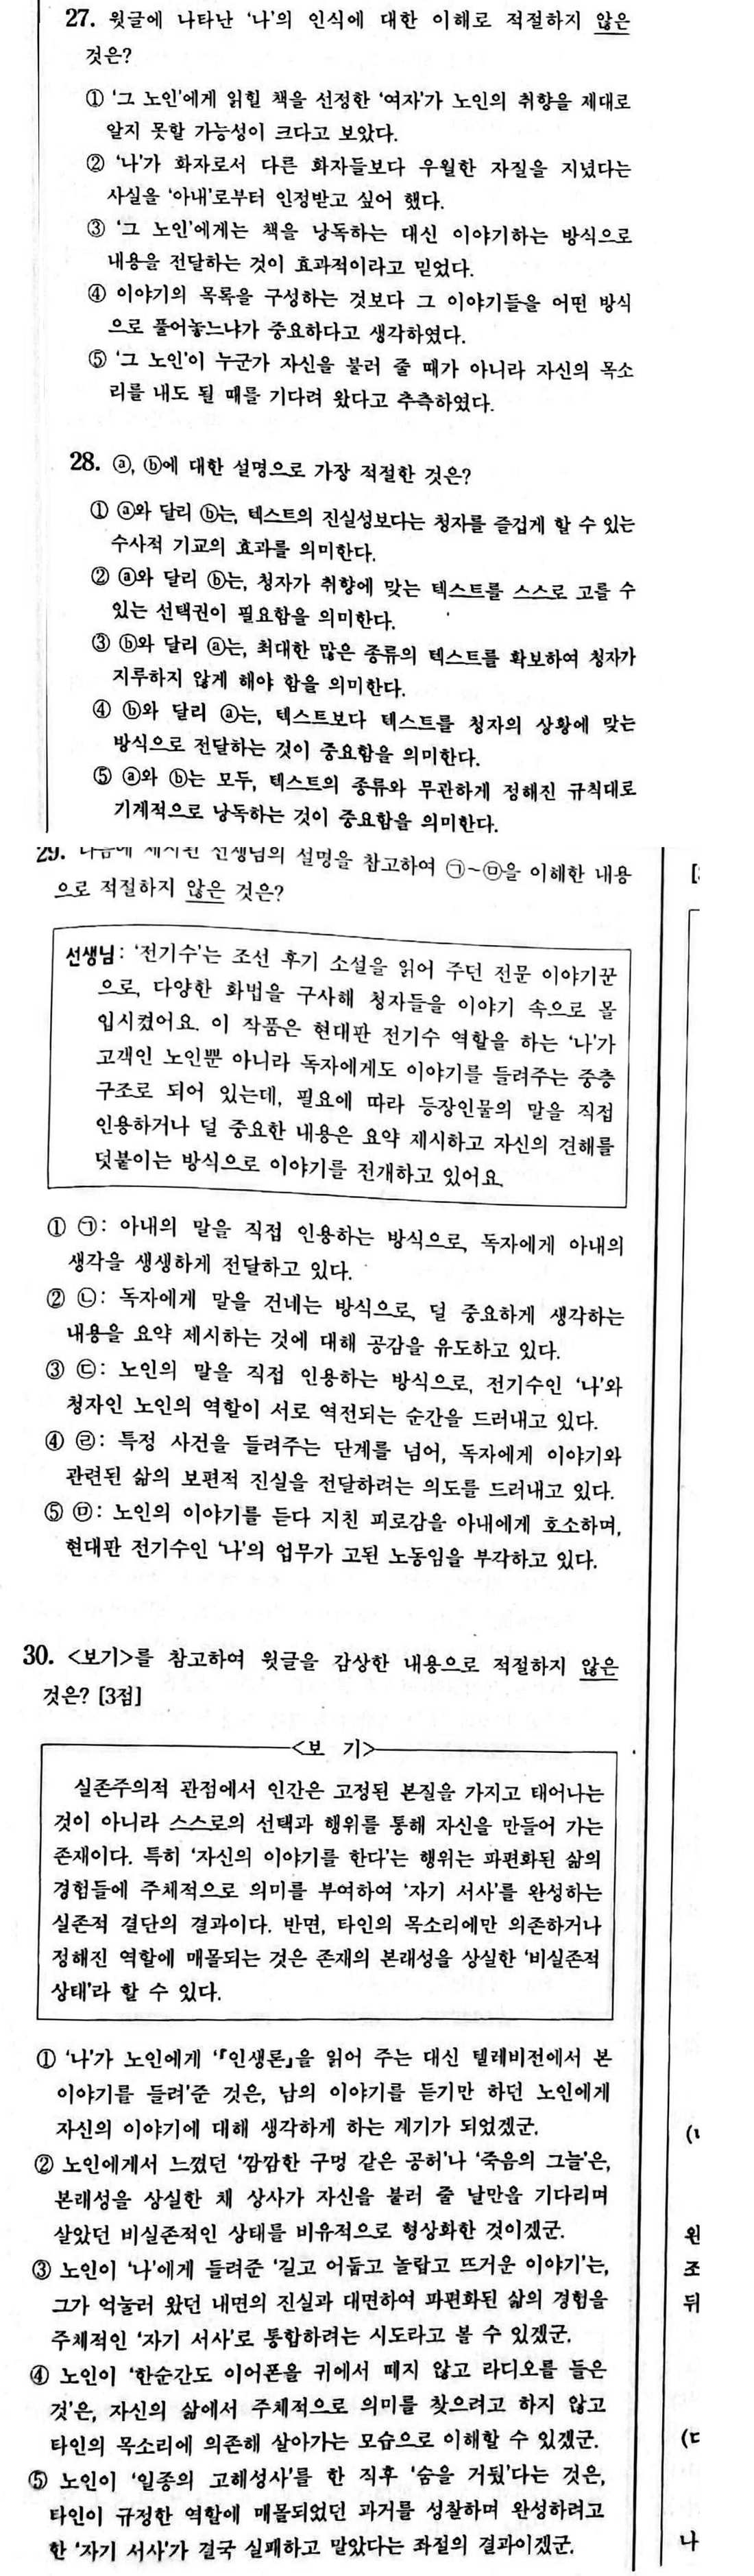 27. 윗글에 나타난 '나'의 인식에 대한 이해로 적절하지 않은
것은?
① '그 노인'에게 읽힐 책을 선정한 '여자'가 노인의 취향을 제대로
알지 못할 가능성이 크다고 보았다.
② '나'가 화자로서 다른 화자들보다 우월한 자질을 지녔다는
사실을 '아내'로부터 인정받고 싶어 했다.
③ '그 노인'에게는 책을 낭독하는 대신 이야기하는 방식으로
내용을 전달하는 것이 효과적이라고 믿었다.
④ 이야기의 목록을 구성하는 것보다 그 이야기들을 어떤 방식
으로 풀어놓느냐가 중요하다고 생각하였다.
⑤ '그 노인'이 누군가 자신을 불러 줄 때가 아니라 자신의 목소
리를 내도 될 때를 기다려 왔다고 추측하였다.
28. ⓐ, ⓑ에 대한 설명으로 가장 적절한 것은?
① ⓐ와 달리 ⓑ는, 텍스트의 진실성보다는 청자를 즐겁게 할 수 있는
수사적 기교의 효과를 의미한다.
② ⓐ와 달리 ⓑ는, 청자가 취향에 맞는 텍스트를 스스로 고를 수
있는 선택권이 필요함을 의미한다.
③ ⓑ와 달리 ⓐ는, 최대한 많은 종류의 텍스트를 확보하여 청자가
지루하지 않게 해야 함을 의미한다.
④ ⓑ와 달리 ⓐ는, 텍스트보다 텍스트를 청자의 상황에 맞는
방식으로 전달하는 것이 중요함을 의미한다.
⑤ ⓐ와 ⓑ는 모두, 텍스트의 종류와 무관하게 정해진 규칙대로
기계적으로 낭독하는 것이 중요함을 의미한다.
29. 다음에 제시된 선생님의 설명을 참고하여 ㉠~㉤을 이해한 내용
으로 적절하지 않은 것은?
선생님: '전기수'는 조선 후기 소설을 읽어 주던 전문 이야기꾼
으로, 다양한 화법을 구사해 청자들을 이야기 속으로 몰
입시켰어요. 이 작품은 현대판 전기수 역할을 하는 '나'가
고객인 노인뿐 아니라 독자에게도 이야기를 들려주는 중층
구조로 되어 있는데, 필요에 따라 등장인물의 말을 직접
인용하거나 덜 중요한 내용은 요약 제시하고 자신의 견해를
덧붙이는 방식으로 이야기를 전개하고 있어요.
① ㉠: 아내의 말을 직접 인용하는 방식으로, 독자에게 아내의
생각을 생생하게 전달하고 있다.
② ㉡: 독자에게 말을 건네는 방식으로, 덜 중요하게 생각하는
내용을 요약 제시하는 것에 대해 공감을 유도하고 있다.
③ ㉢: 노인의 말을 직접 인용하는 방식으로, 전기수인 '나'와
청자인 노인의 역할이 서로 역전되는 순간을 드러내고 있다.
④ ㉣: 특정 사건을 들려주는 단계를 넘어, 독자에게 이야기와
관련된 삶의 보편적 진실을 전달하려는 의도를 드러내고 있다.
⑤ ㉤: 노인의 이야기를 듣다 지친 피로감을 아내에게 호소하며,
현대판 전기수인 '나'의 업무가 고된 노동임을 부각하고 있다.
30. <보기>를 참고하여 윗글을 감상한 내용으로 적절하지 않은
것은? [3점]
<보 기>
실존주의적 관점에서 인간은 고정된 본질을 가지고 태어나는
것이 아니라 스스로의 선택과 행위를 통해 자신을 만들어 가는
존재이다. 특히 '자신의 이야기를 한다'는 행위는 파편화된 삶의
경험들에 주체적으로 의미를 부여하여 '자기 서사'를 완성하는
실존적 결단의 결과이다. 반면, 타인의 목소리에만 의존하거나
정해진 역할에 매몰되는 것은 존재의 본래성을 상실한 '비실존적
상태'라 할 수 있다.
① '나'가 노인에게 '「인생론」을 읽어 주는 대신 텔레비전에서 본
이야기를 들려'준 것은, 남의 이야기를 듣기만 하던 노인에게
자신의 이야기에 대해 생각하게 하는 계기가 되었겠군.
② 노인에게서 느꼈던 '깜깜한 구멍 같은 공허'나 '죽음의 그늘'은,
본래성을 상실한 채 상사가 자신을 불러 줄 날만을 기다리며
살았던 비실존적인 상태를 비유적으로 형상화한 것이겠군.
③ 노인이 '나'에게 들려준 '길고 어둡고 놀랍고 뜨거운 이야기'는,
그가 억눌러 왔던 내면의 진실과 대면하여 파편화된 삶의 경험을
주체적인 '자기 서사'로 통합하려는 시도라고 볼 수 있겠군.
④ 노인이 '한순간도 이어폰을 귀에서 떼지 않고 라디오를 들은
것'은, 자신의 삶에서 주체적으로 의미를 찾으려고 하지 않고
타인의 목소리에 의존해 살아가는 모습으로 이해할 수 있겠군.
⑤ 노인이 '일종의 고해성사'를 한 직후 '숨을 거뒀'다는 것은,
타인이 규정한 역할에 매몰되었던 과거를 성찰하며 완성하려고
한 '자기 서사'가 결국 실패하고 말았다는 좌절의 결과이겠군.
원
조
뒤
나